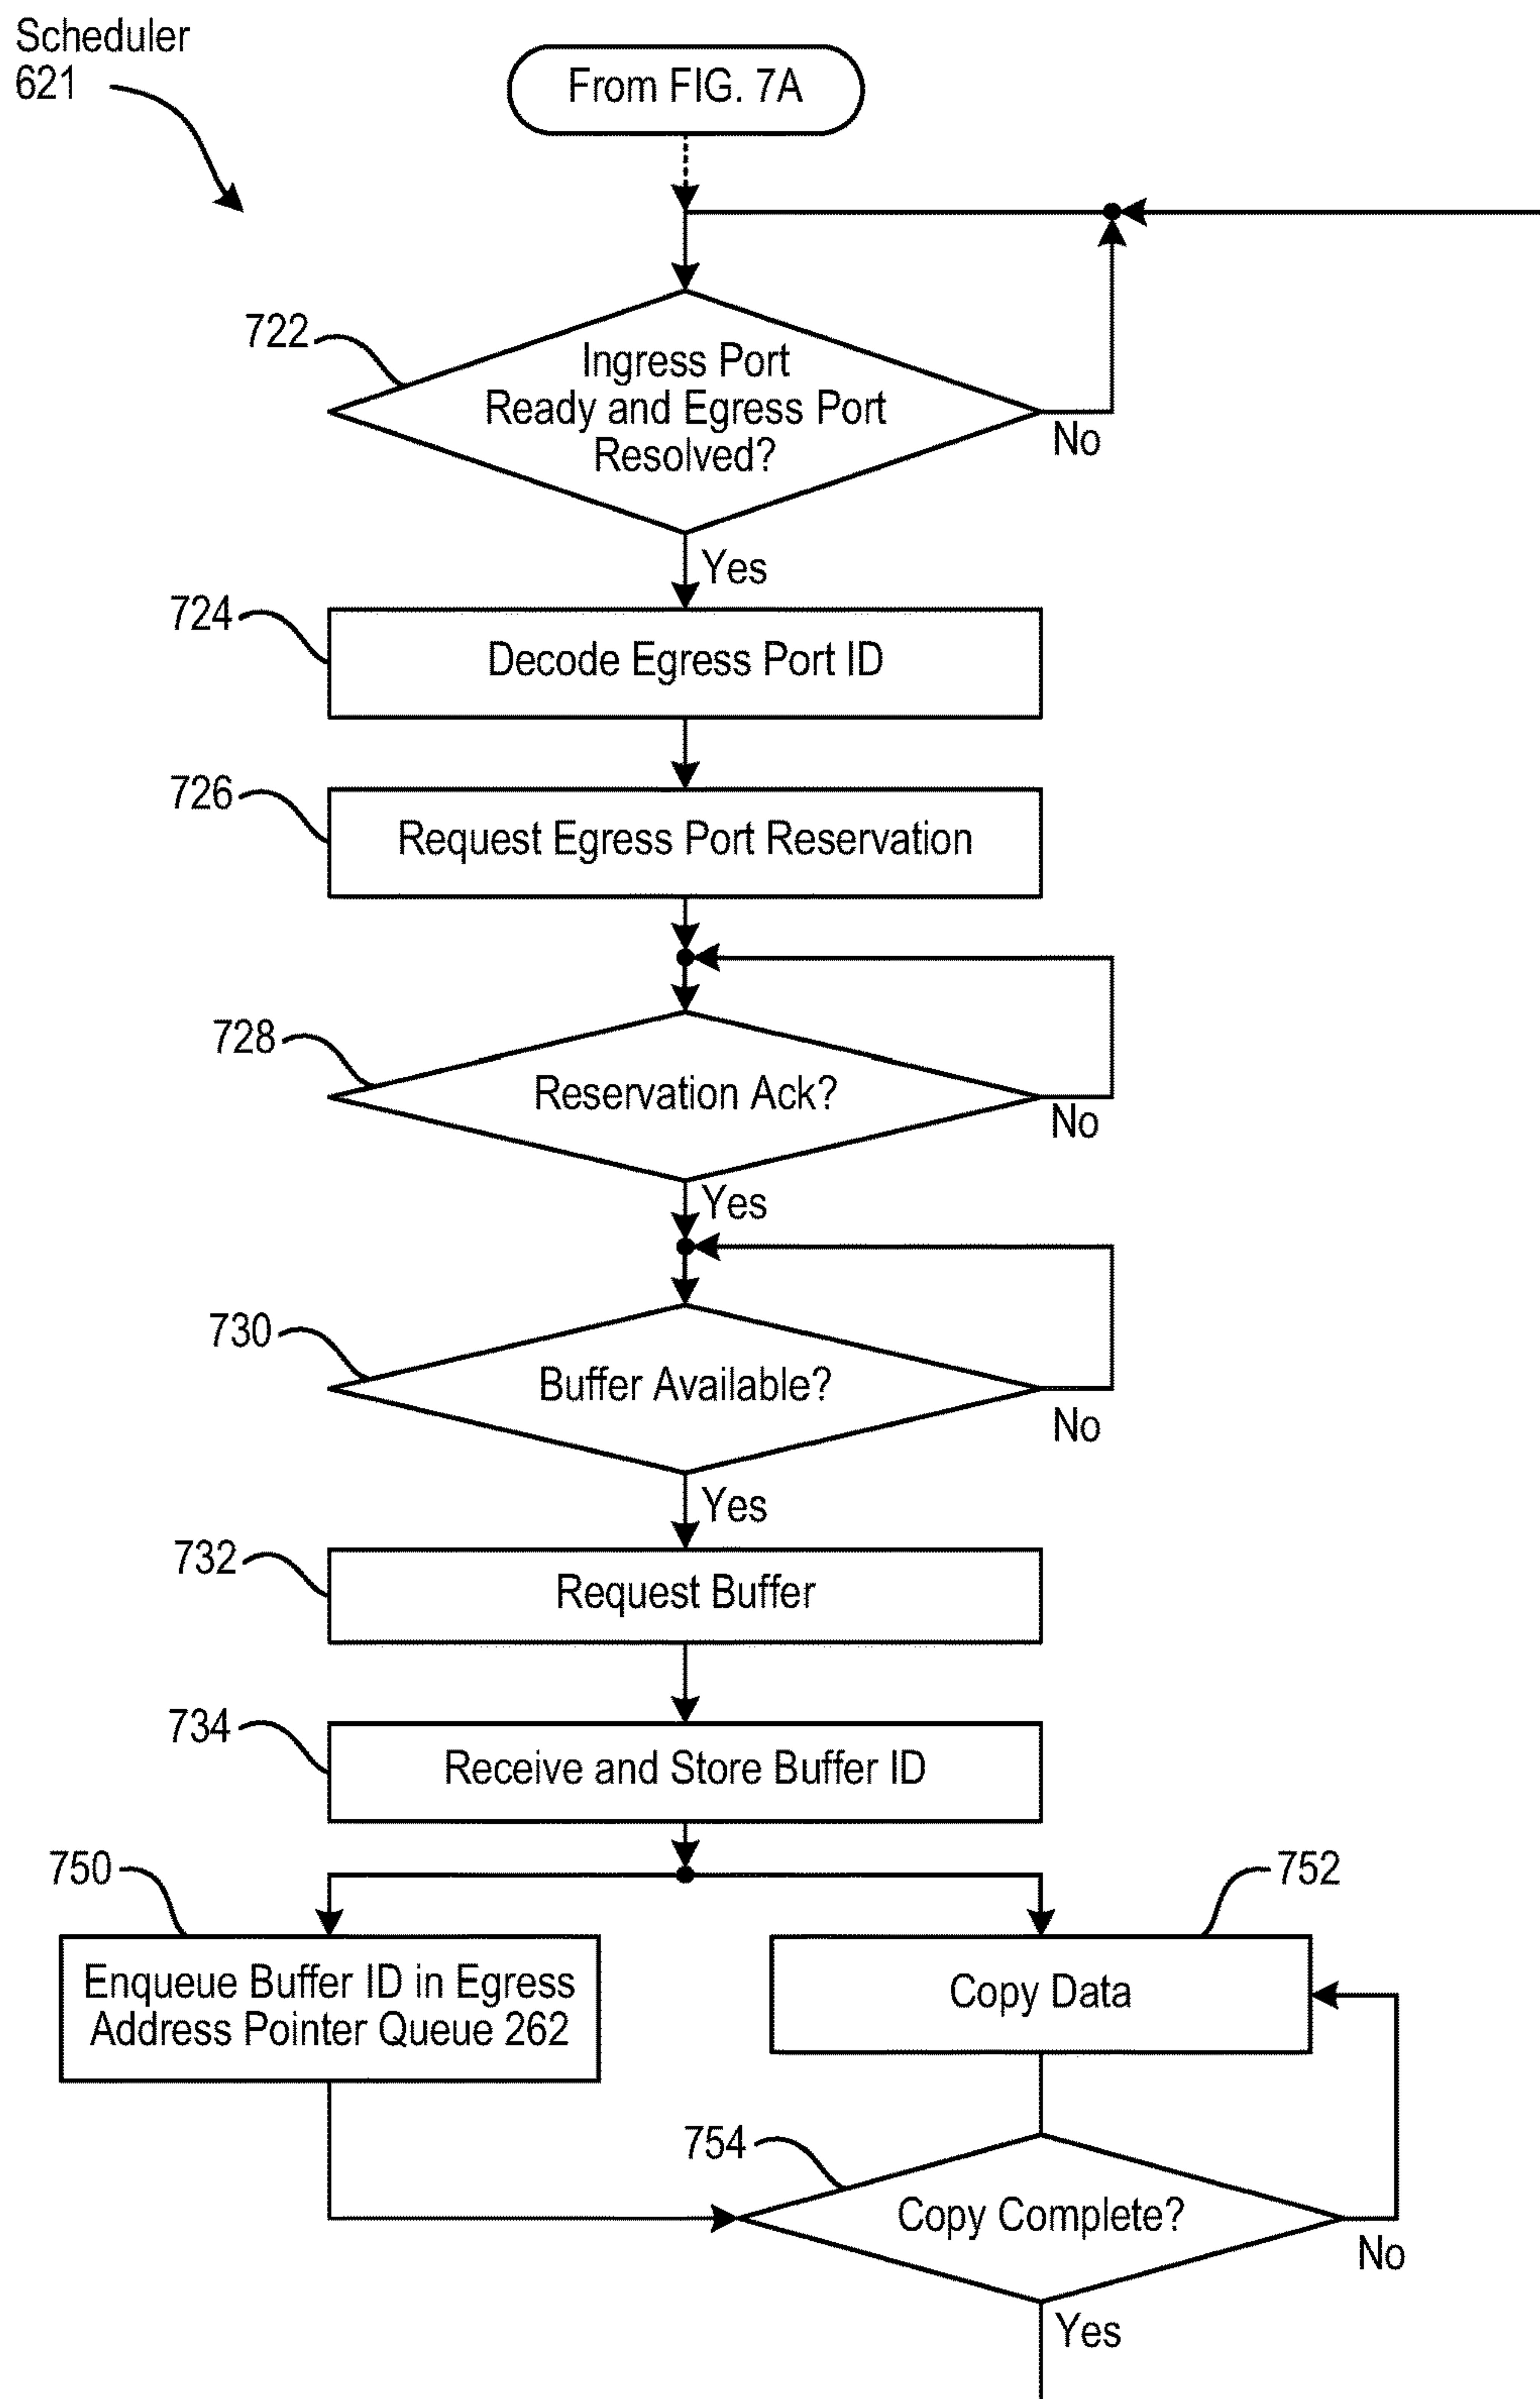 Scheduler
621
From FIG. 7A
722
Ingress Port
Ready and Egress Port
Resolved?
No
Yes
724
Decode Egress Port ID
726
Request Egress Port Reservation
728
Reservation Ack?
No
Yes
730
Buffer Available?
No
Yes
732
Request Buffer
734
Receive and Store Buffer ID
750
752
Enqueue Buffer ID in Egress
Address Pointer Queue 262
Copy Data
754
Copy Complete?
No
Yes